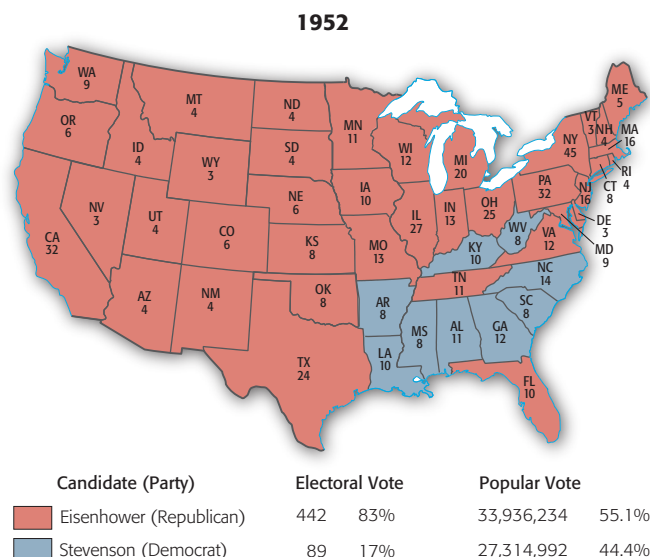 1952
WA
9
OR
6
CA
32
NV
3
ID
4
MT
4
WY
3
UT
4
AZ
4
CO
6
NM
4
ND
4
SD
4
NE
6
KS
8
OK
8
TX
24
MN
11
IA
10
MO
13
AR
8
LA
10
WI
12
IL
27
MI
20
IN
13
OH
25
KY
10
TN
11
MS
8
AL
11
GA
12
FL
10
SC
8
NC
14
VA
12
WV
8
PA
32
NY
45
VT
3
NH
4
ME
5
MA
16
RI
4
CT
8
NJ
16
DE
3
MD
9
Candidate (Party) Electoral Vote Popular Vote
Eisenhower (Republican) 442 83% 33,936,234 55.1%
Stevenson (Democrat) 89 17% 27,314,992 44.4%